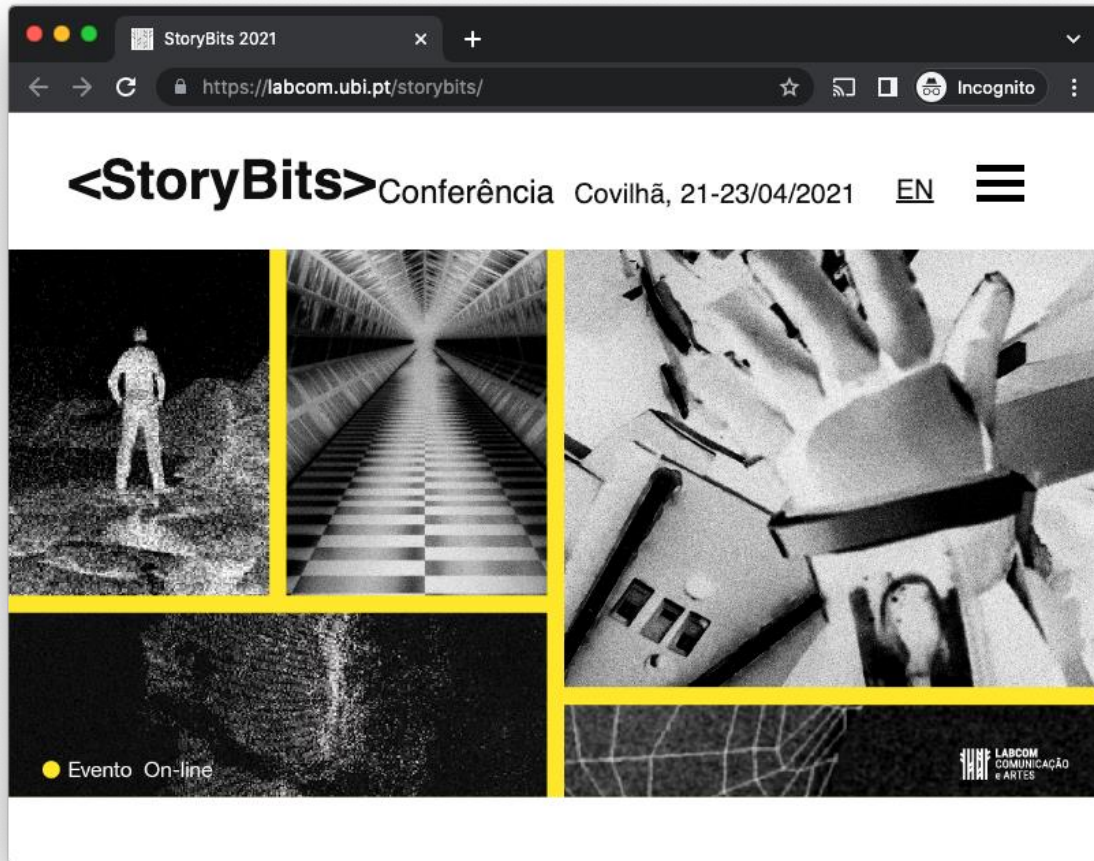 StoryBits 2021
https://labcom.ubi.pt/storybits/
Incognito
<StoryBits> Conferência Covilhã, 21-23/04/2021 EN
Evento On-line
LABCOM
COMUNICAÇÃO
e ARTES